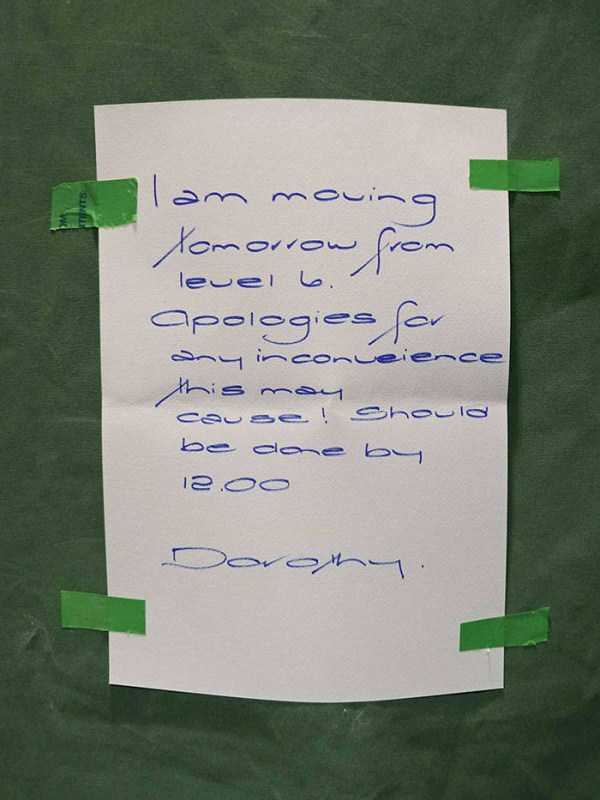 I am moving
tomorrow from
level 6.
Apologies for
any inconveience
this may
cause! Should
be done by
12.00
Dorothy.